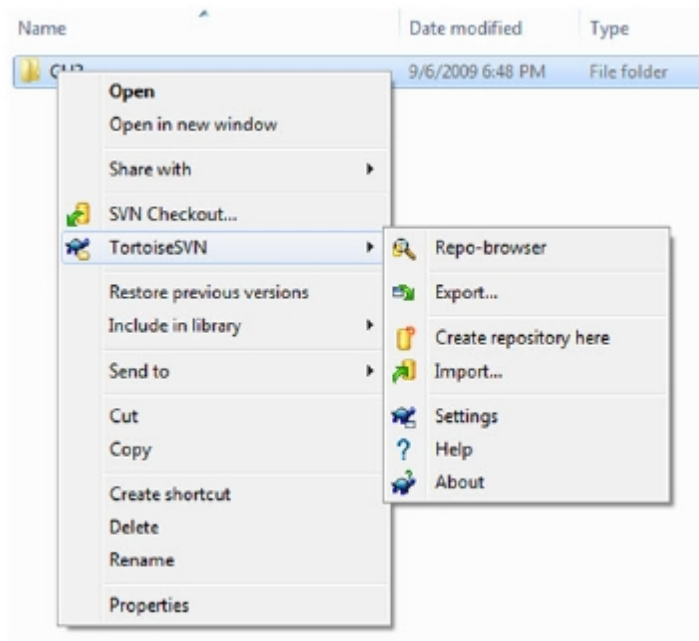 Name Date modified Type
9/6/2009 6:48 PM File folder
Open
Open in new window
Share with
SVN Checkout...
TortoiseSVN
Restore previous versions
Include in library
Send to
Cut
Copy
Create shortcut
Delete
Rename
Properties
Repo-browser
Export...
Create repository here
Import...
Settings
Help
About